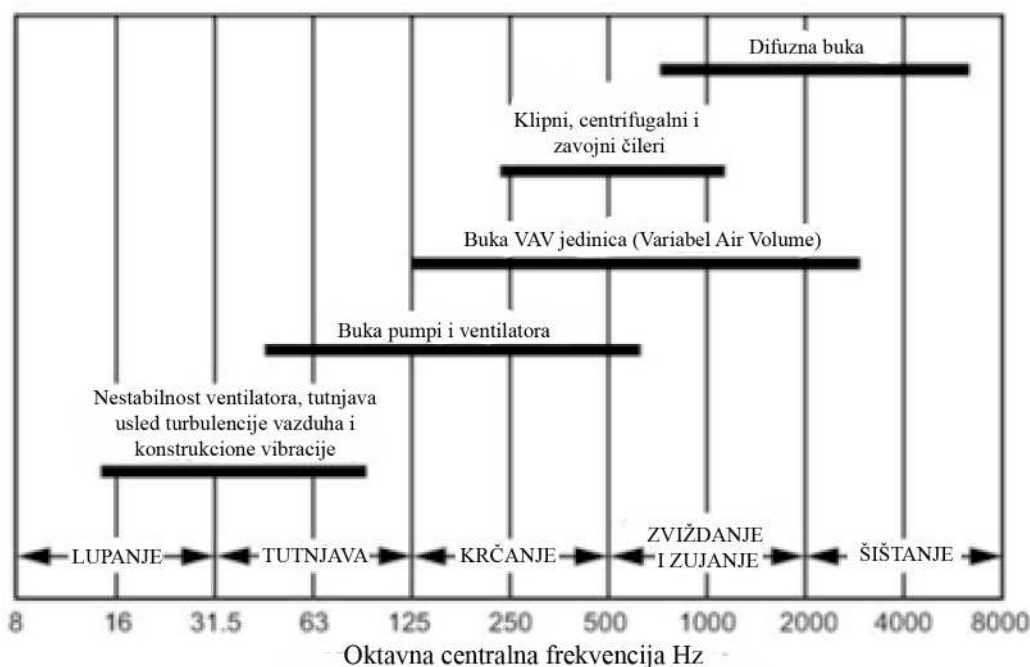 Difuzna buka
Klipni, centrifugalni i
zavojni čileri
Buka VAV jedinica (Variabel Air Volume)
Buka pumpi i ventilatora
Nestabilnost ventilatora, tutnjava
usled turbulencije vazduha i
konstrukcione vibracije
LUPANJE TUTNJAVA KRČANJE ZVIŽDANJE
I ZUJANJE ŠIŠTANJE
8 16 31.5 63 125 250 500 1000 2000 4000 8000
Oktavna centralna frekvencija Hz